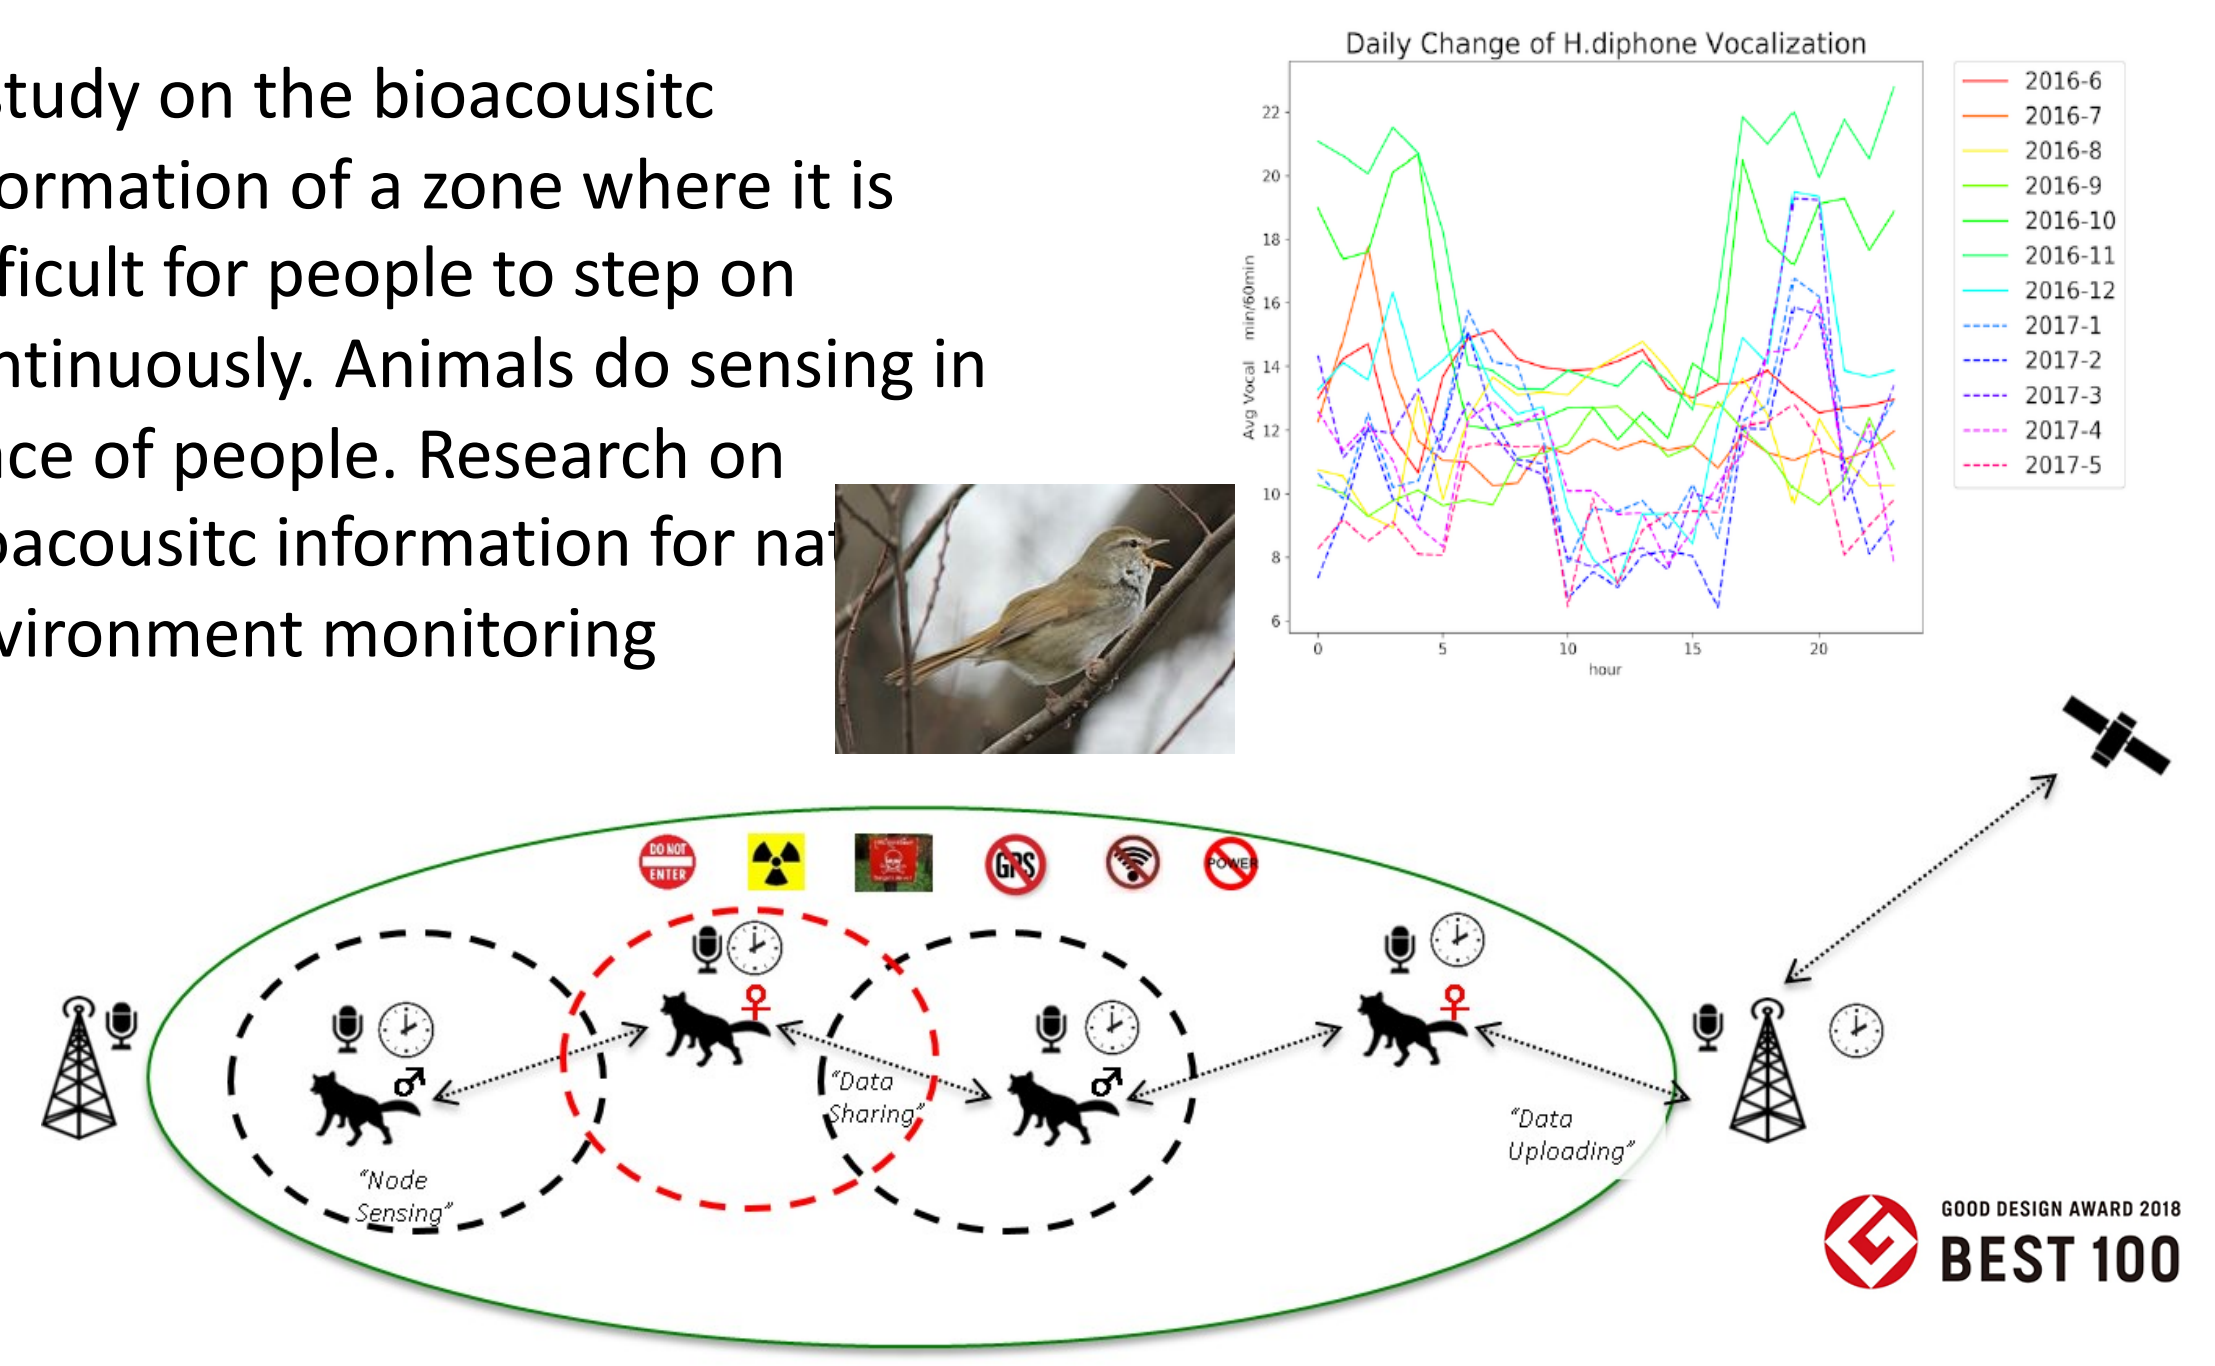 study on the bioacousitc
ormation of a zone where it is
ficult for people to step on
ntinuously. Animals do sensing in
ce of people. Research on
acousitc information for nat
vironment monitoring
Daily Change of H.diphone Vocalization
Avg Vocal min/60min
22
20
18
16
14
12
10
8
6
0 5 10 15 20
hour
2016-6
2016-7
2016-8
2016-9
2016-10
2016-11
2016-12
2017-1
2017-2
2017-3
2017-4
2017-5
DO NOT
ENTER
GPS
POWER
“Node
Sensing”
“Data
Sharing”
“Data
Uploading”
GOOD DESIGN AWARD 2018
BEST 100